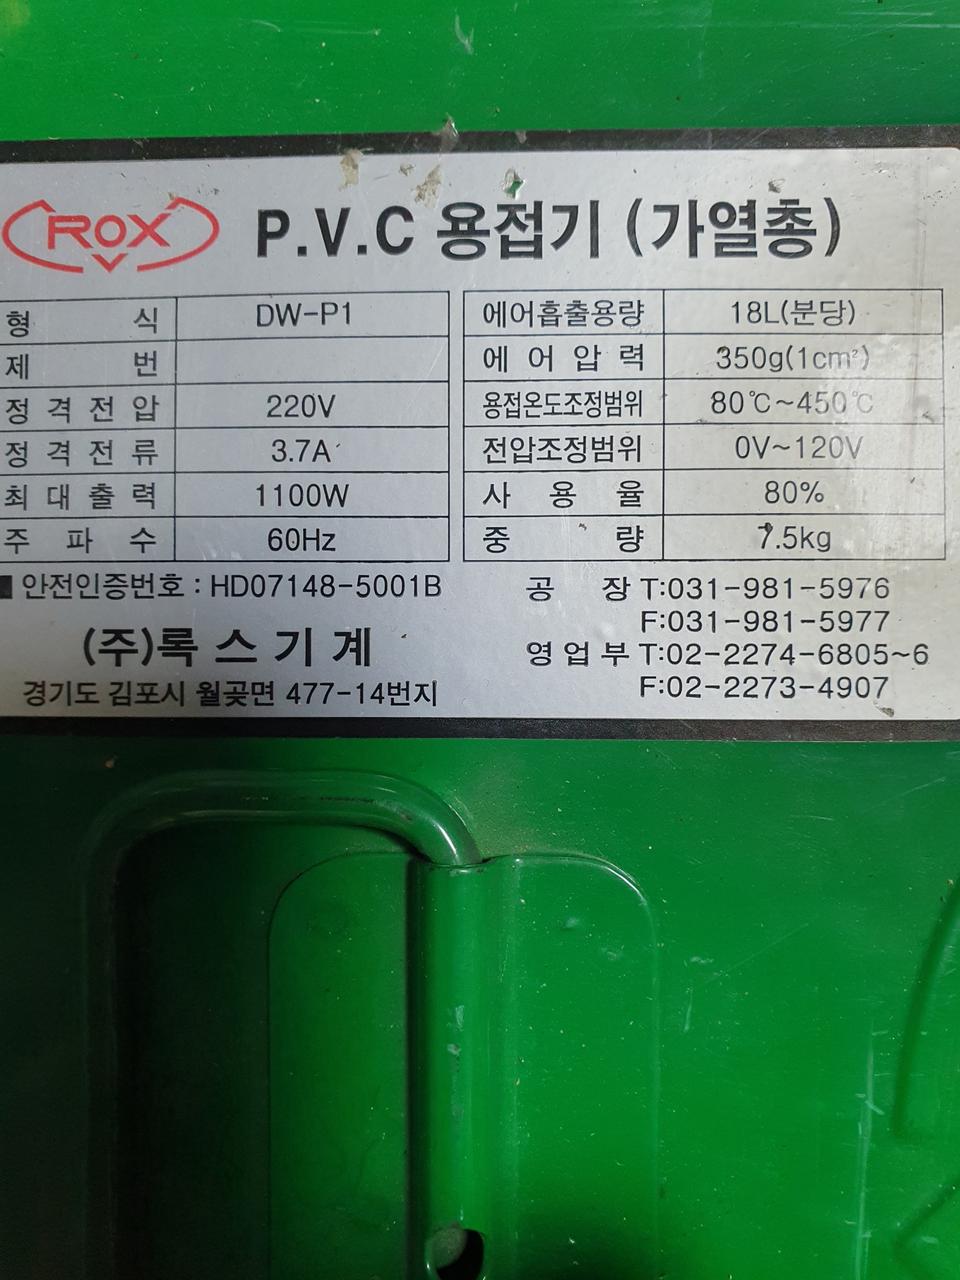 ROX
P.V.C 용접기 (가열총)
형 식 DW-P1
제 번
정 격 전 압 220V
정 격 전 류 3.7A
최 대 출 력 1100W
주 파 수 60Hz
에어흡출용량 18L(분당)
에 어 압 력 350g(1cm²)
용접온도조정범위 80℃~450℃
전압조정범위 0V~120V
사 용 율 80%
중 량 7.5kg
■ 안전인증번호 : HD07148-5001B
(주)록 스 기 계
경기도 김포시 월곶면 477-14번지
공 장 T:031-981-5976
F:031-981-5977
영 업 부 T:02-2274-6805~6
F:02-2273-4907